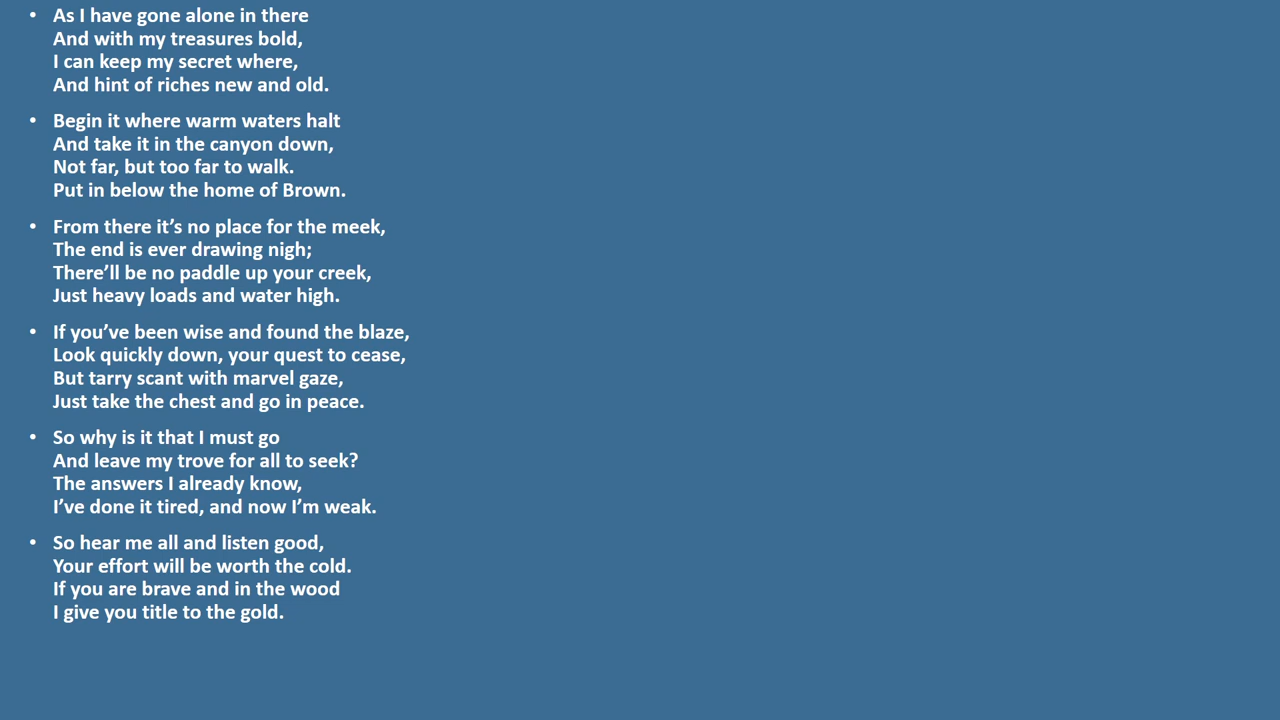 • As I have gone alone in there
And with my treasures bold,
I can keep my secret where,
And hint of riches new and old.
• Begin it where warm waters halt
And take it in the canyon down,
Not far, but too far to walk.
Put in below the home of Brown.
• From there it’s no place for the meek,
The end is ever drawing nigh;
There’ll be no paddle up your creek,
Just heavy loads and water high.
• If you’ve been wise and found the blaze,
Look quickly down, your quest to cease,
But tarry scant with marvel gaze,
Just take the chest and go in peace.
• So why is it that I must go
And leave my trove for all to seek?
The answers I already know,
I’ve done it tired, and now I’m weak.
• So hear me all and listen good,
Your effort will be worth the cold.
If you are brave and in the wood
I give you title to the gold.